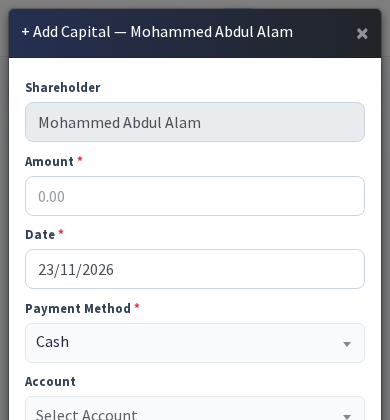 + Add Capital — Mohammed Abdul Alam ×
Shareholder
Mohammed Abdul Alam
Amount *
0.00
Date *
23/11/2026
Payment Method *
Cash
Account
Select Account